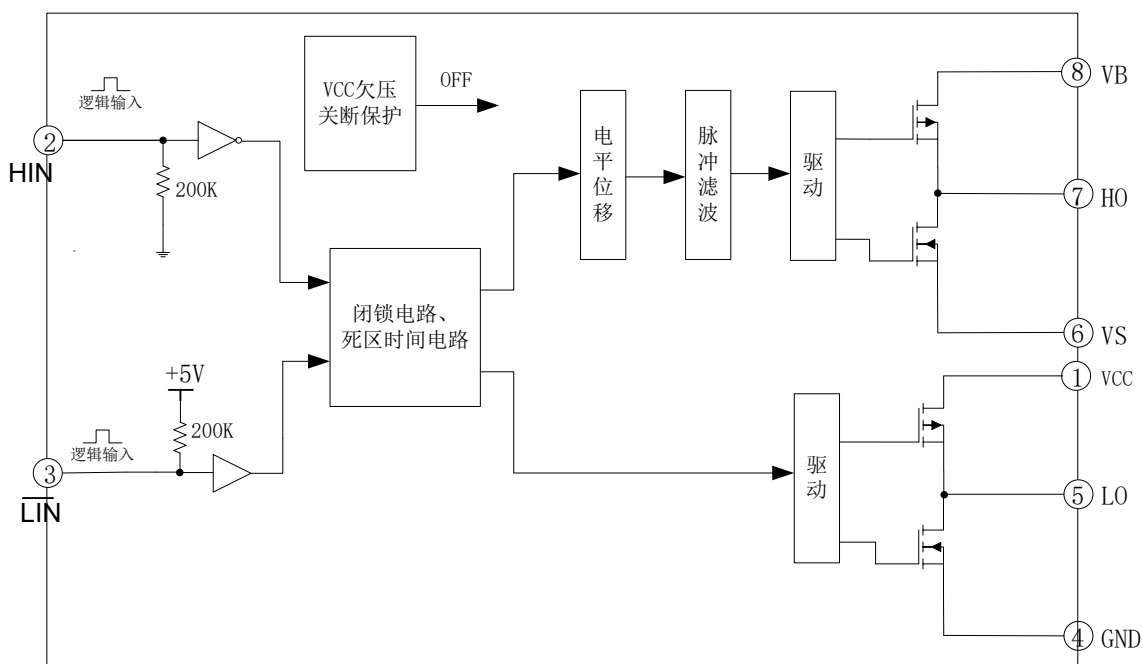 逻辑输入
②
HIN
200K
VCC欠压
关断保护
OFF
电平位移
脉冲滤波
驱动
⑧ VB
⑦ HO
⑥ VS
闭锁电路、
死区时间电路
+5V
200K
逻辑输入
③
LIN
驱动
① VCC
⑤ LO
④ GND